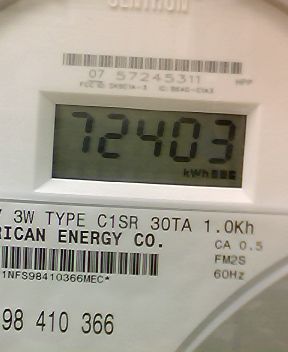 CENTRON
07 57245311
72403
kWh
3W TYPE C1SR 30TA 1.0Kh
RICAN ENERGY CO.
CA 0.5
FM2S
60Hz
1NFS98410366MEC*
98 410 366